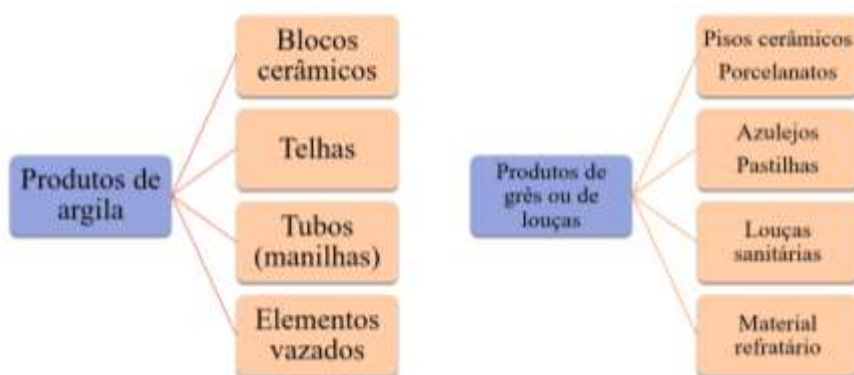 Produtos de
argila
Blocos
cerâmicos
Telhas
Tubos
(manilhas)
Elementos
vazados
Produtos de
grês ou de
louças
Pisos cerâmicos
Porcelanatos
Azulejos
Pastilhas
Louças
sanitárias
Material
refratário